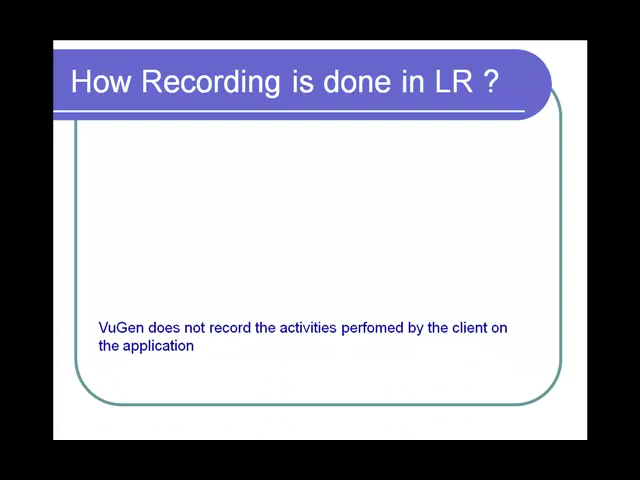 How Recording is done in LR ?
VuGen does not record the activities perfomed by the client on
the application